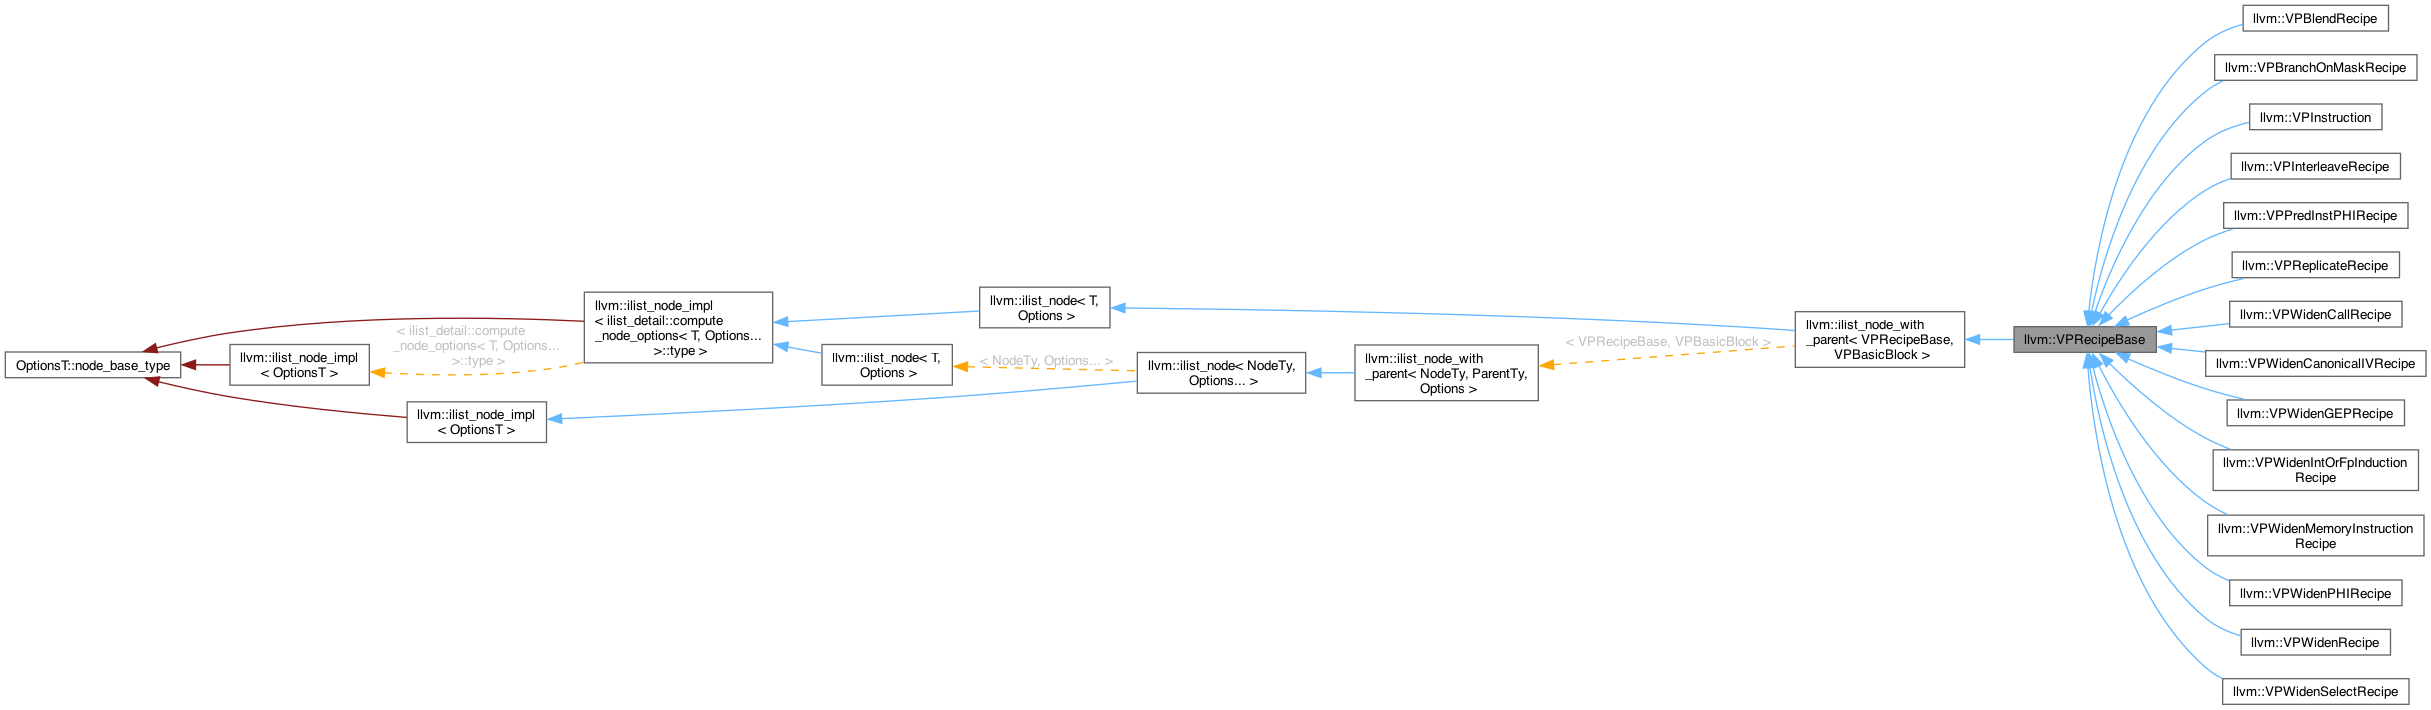 OptionsT::node_base_type
llvm::ilist_node_impl
< OptionsT >
< ilist_detail::compute
_node_options< T, Options...
>::type >
llvm::ilist_node_impl
< OptionsT >
llvm::ilist_node_impl
< ilist_detail::compute
_node_options< T, Options...
>::type >
llvm::ilist_node< T,
Options >
llvm::ilist_node< T,
Options >
< NodeTy, Options... >
llvm::ilist_node< NodeTy,
Options... >
llvm::ilist_node_with
_parent< NodeTy, ParentTy,
Options >
< VPRecipeBase, VPBasicBlock >
llvm::ilist_node_with
_parent< VPRecipeBase,
VPBasicBlock >
llvm::VPRecipeBase
llvm::VPBlendRecipe
llvm::VPBranchOnMaskRecipe
llvm::VPInstruction
llvm::VPInterleaveRecipe
llvm::VPPredInstPHIRecipe
llvm::VPReplicateRecipe
llvm::VPWidenCallRecipe
llvm::VPWidenCanonicalIVRecipe
llvm::VPWidenGEPRecipe
llvm::VPWidenIntOrFpInduction
Recipe
llvm::VPWidenMemoryInstruction
Recipe
llvm::VPWidenPHIRecipe
llvm::VPWidenRecipe
llvm::VPWidenSelectRecipe